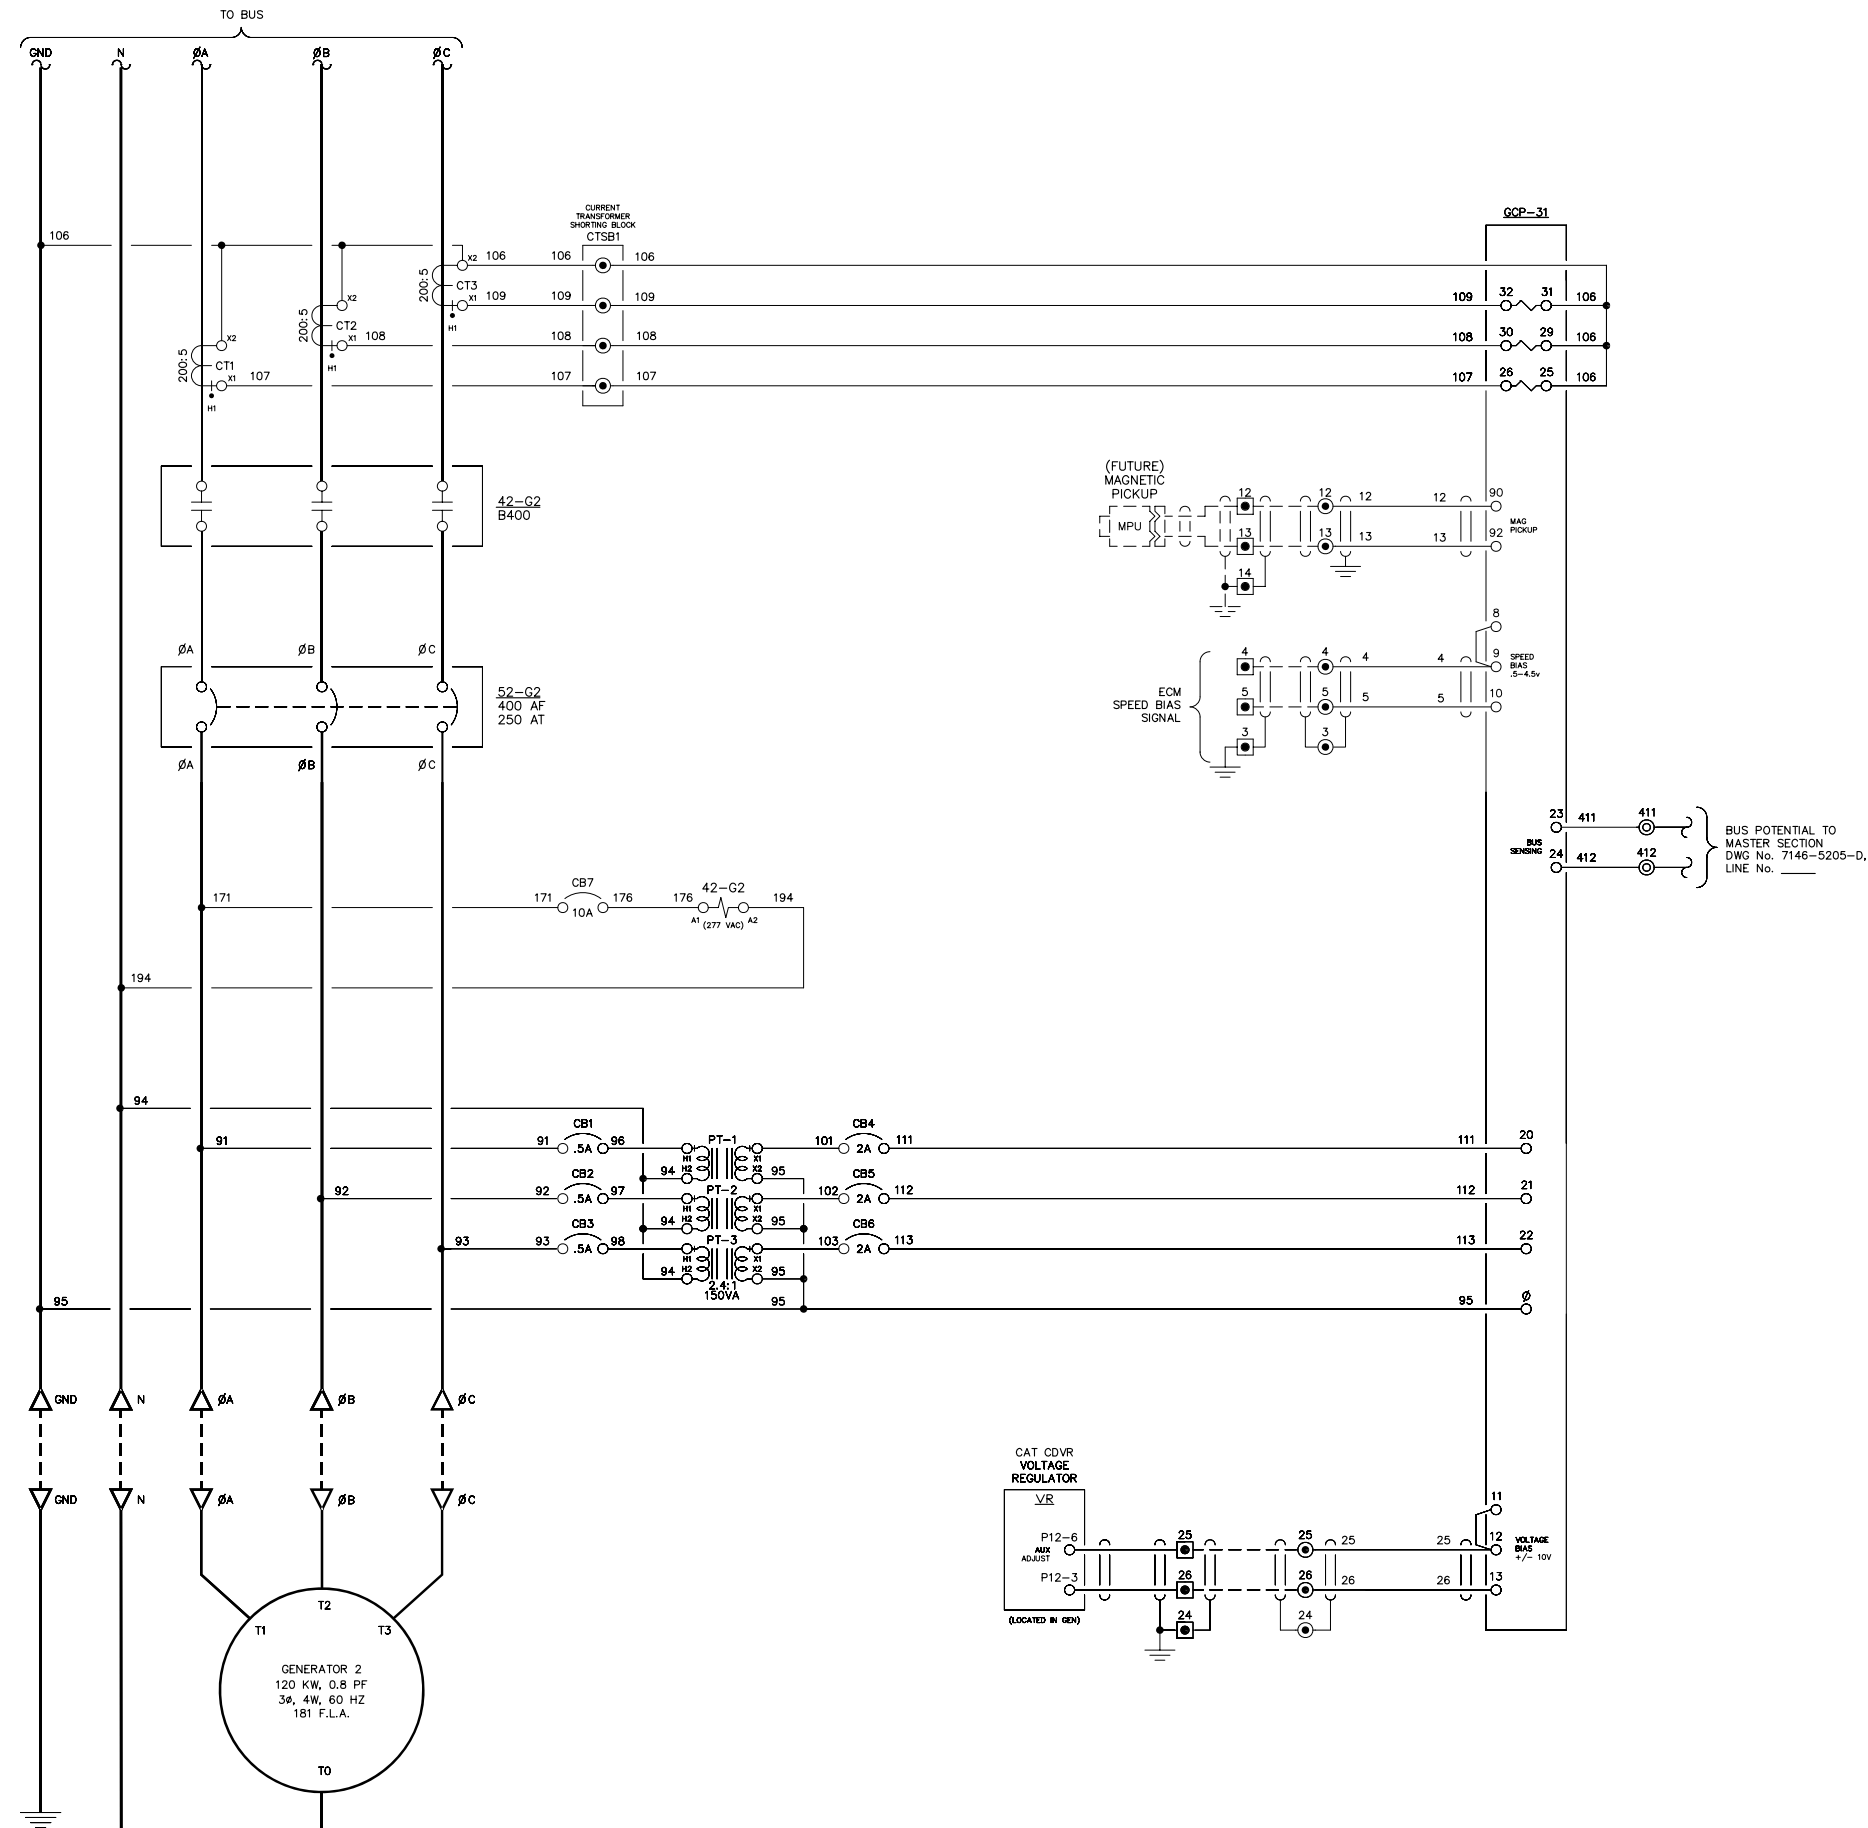 TO BUS
GND N ØA ØB ØC
CURRENT
TRANSFORMER
SHORTING BLOCK
CTSB1
GCP-31
106
X2 106 106 106
200:5 CT3
X1 109 109 109 109 32 31 106
H1
X2
200:5 CT2
X1 108 108 108 108 30 29 106
H1
X2
200:5 CT1
X1 107 107 107 107 26 25 106
H1
42-G2
B400
(FUTURE)
MAGNETIC
PICKUP
MPU
12 12 12 12 90
MAG
PICKUP
13 13 13 13 92
14
8
ØA ØB ØC
52-G2
400 AF
250 AT
ØA ØB ØC
ECM
SPEED BIAS
SIGNAL
4 4 4 4 9
SPEED
BIAS
.5-4.5v
5 5 5 5 10
3 3
23 411 411
BUS
SENSING
24 412 412
BUS POTENTIAL TO
MASTER SECTION
DWG No. 7146-5205-D,
LINE No. _____
171 171 CB7 176 176 42-G2 194
10A
A1 (277 VAC) A2
194
94
91 91 CB1 96 PT-1 101 CB4 111 111 20
.5A 2A
H1 X1
94 H2 X2 95
92 92 CB2 97 PT-2 102 CB5 112 112 21
.5A 2A
H1 X1
94 H2 X2 95
93 93 CB3 98 PT-3 103 CB6 113 113 22
.5A 2A
H1 X1
94 H2 X2 95
2.4:1
150VA
95 95 95 Ø
GND N ØA ØB ØC
GND N ØA ØB ØC
CAT CDVR
VOLTAGE
REGULATOR
VR
P12-6
AUX
ADJUST
P12-3
(LOCATED IN GEN)
11
25 25 25 25 12
VOLTAGE
BIAS
+/- 10V
26 26 26 26 13
24 24
T2
T1 T3
GENERATOR 2
120 KW, 0.8 PF
3ø, 4W, 60 HZ
181 F.L.A.
T0